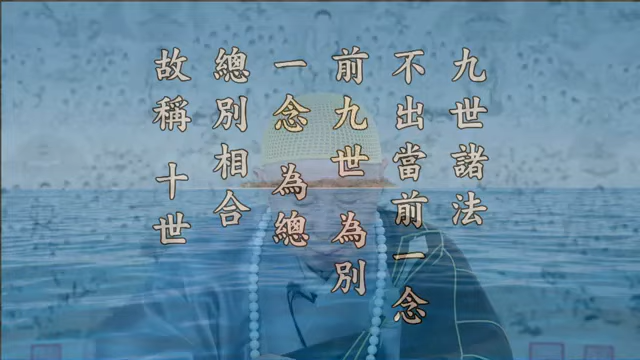 九世諸法
不出當前一念
前九世 為別
一念 為總
總別相合
故稱 十世